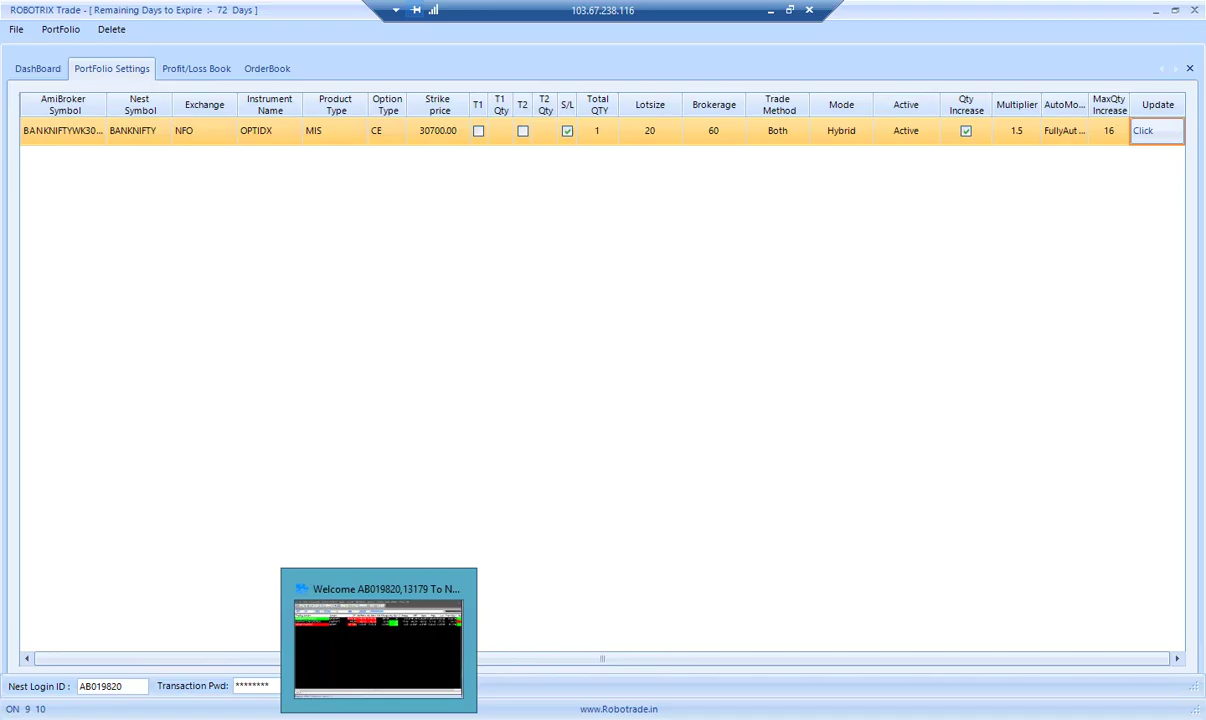 ROBOTRIX Trade - [ Remaining Days to Expire :- 72 Days ]
103.67.238.116
File PortFolio Delete
DashBoard PortFolio Settings Profit/Loss Book OrderBook
AmiBroker Symbol Nest Symbol Exchange Instrument Name Product Type Option Type Strike price T1 T1 Qty T2 T2 Qty S/L Total QTY Lotsize Brokerage Trade Method Mode Active Qty Increase Multiplier AutoMo... MaxQty Increase Update
BANKNIFTYWK30... BANKNIFTY NFO OPTIDX MIS CE 30700.00 1 20 60 Both Hybrid Active 1.5 FullyAut ... 16 Click
Welcome AB019820,13179 To N...
Nest Login ID : AB019820 Transaction Pwd: ********
ON 9 10 www.Robotrade.in